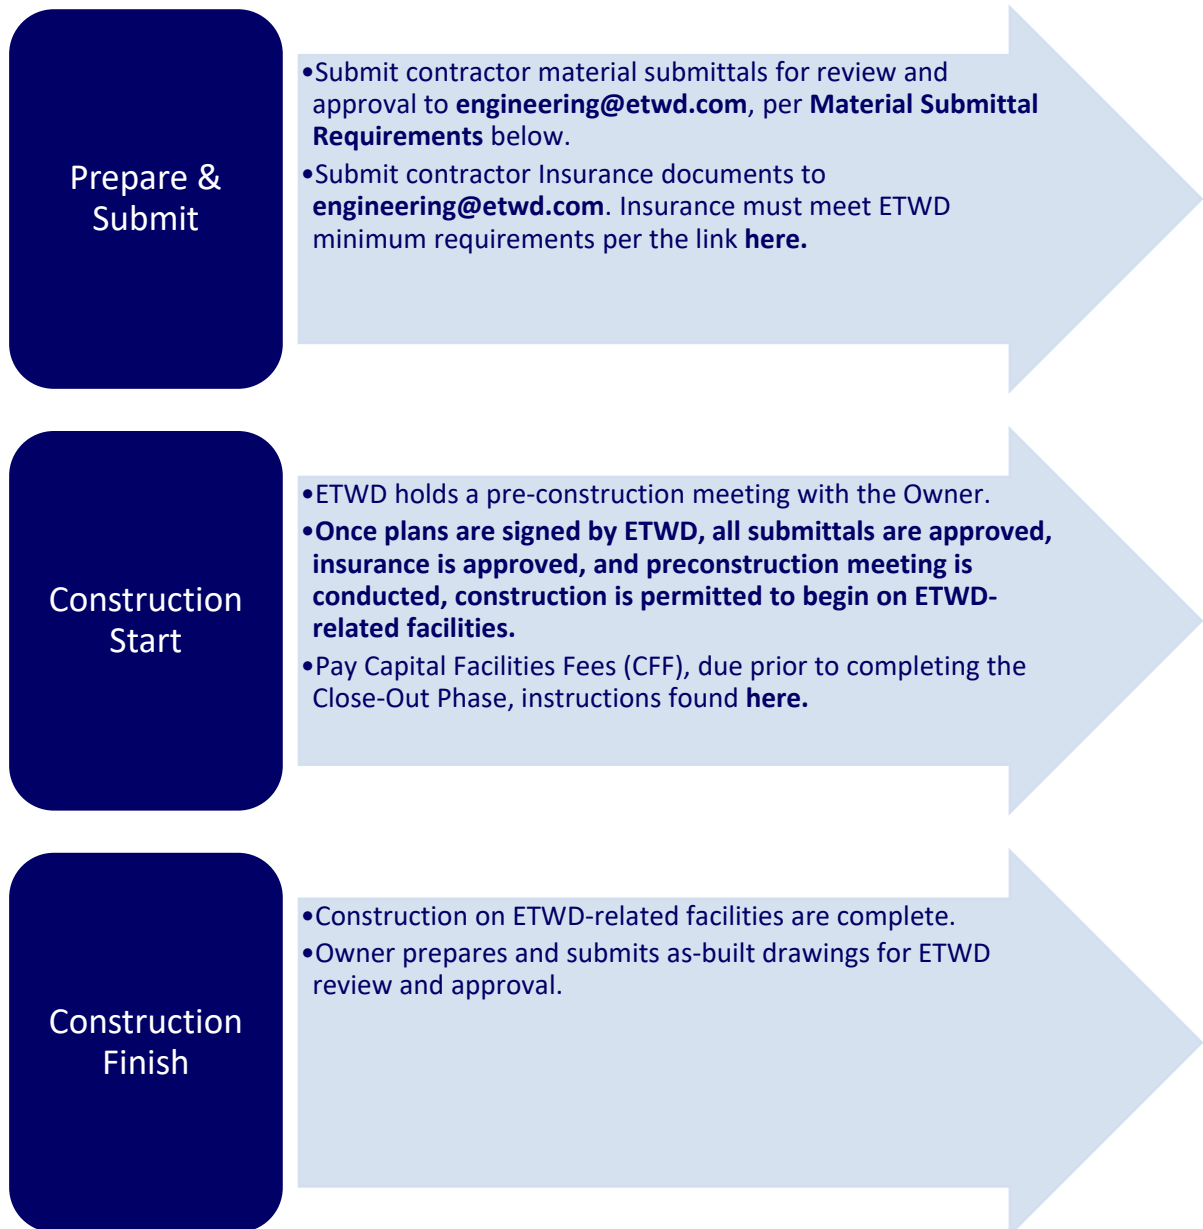 Prepare &
Submit
•Submit contractor material submittals for review and
approval to engineering@etwd.com, per Material Submittal
Requirements below.
•Submit contractor Insurance documents to
engineering@etwd.com. Insurance must meet ETWD
minimum requirements per the link here.
Construction
Start
•ETWD holds a pre-construction meeting with the Owner.
•Once plans are signed by ETWD, all submittals are approved,
insurance is approved, and preconstruction meeting is
conducted, construction is permitted to begin on ETWD-
related facilities.
•Pay Capital Facilities Fees (CFF), due prior to completing the
Close-Out Phase, instructions found here.
Construction
Finish
•Construction on ETWD-related facilities are complete.
•Owner prepares and submits as-built drawings for ETWD
review and approval.